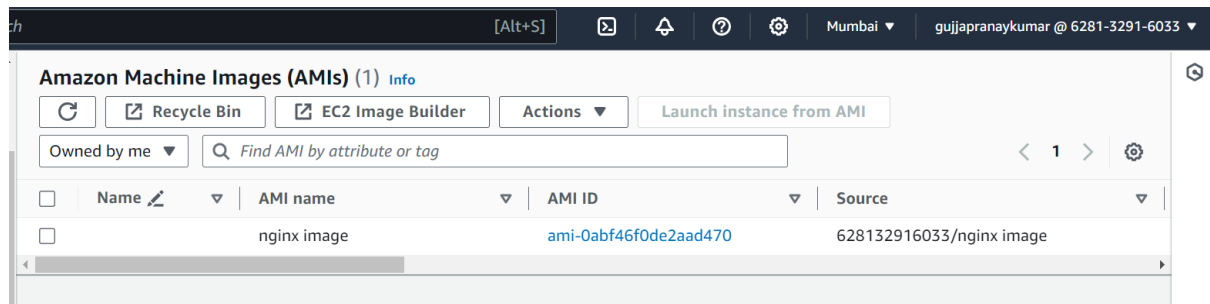 ch [Alt+S] Mumbai ▼ gujjapranaykumar @ 6281-3291-6033 ▼
Amazon Machine Images (AMIs) (1) Info
Recycle Bin EC2 Image Builder Actions ▼ Launch instance from AMI
Owned by me ▼ Find AMI by attribute or tag 1
Name AMI name AMI ID Source
nginx image ami-0abf46f0de2aad470 628132916033/nginx image